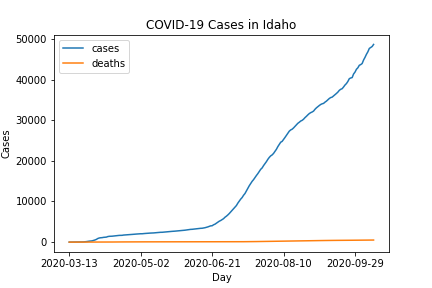 COVID-19 Cases in Idaho
50000
40000
30000
20000
10000
0
Cases
cases
deaths
2020-03-13 2020-05-02 2020-06-21 2020-08-10 2020-09-29
Day